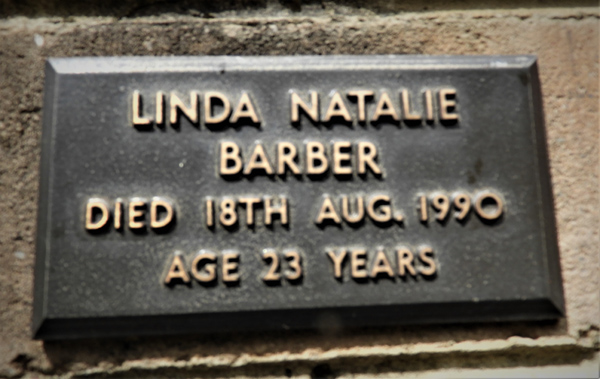 LINDA NATALIE
BARBER
DIED 18TH AUG. 1990
AGE 23 YEARS